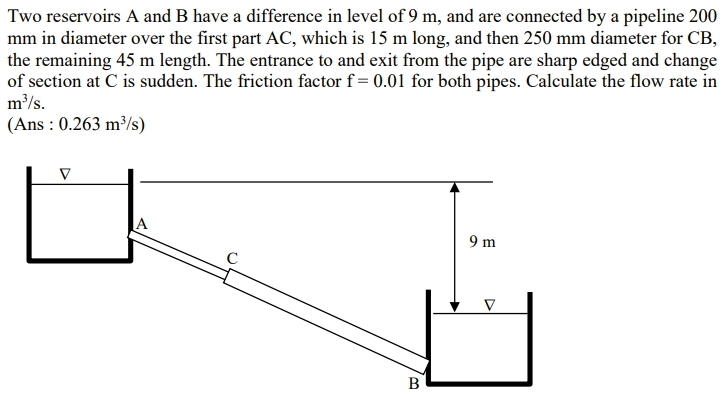 Two reservoirs A and B have a difference in level of 9 m, and are connected by a pipeline 200
mm in diameter over the first part AC, which is 15 m long, and then 250 mm diameter for CB,
the remaining 45 m length. The entrance to and exit from the pipe are sharp edged and change
of section at C is sudden. The friction factor f = 0.01 for both pipes. Calculate the flow rate in
m³/s.
(Ans : 0.263 m³/s)
∇
A
9 m
C
∇
B